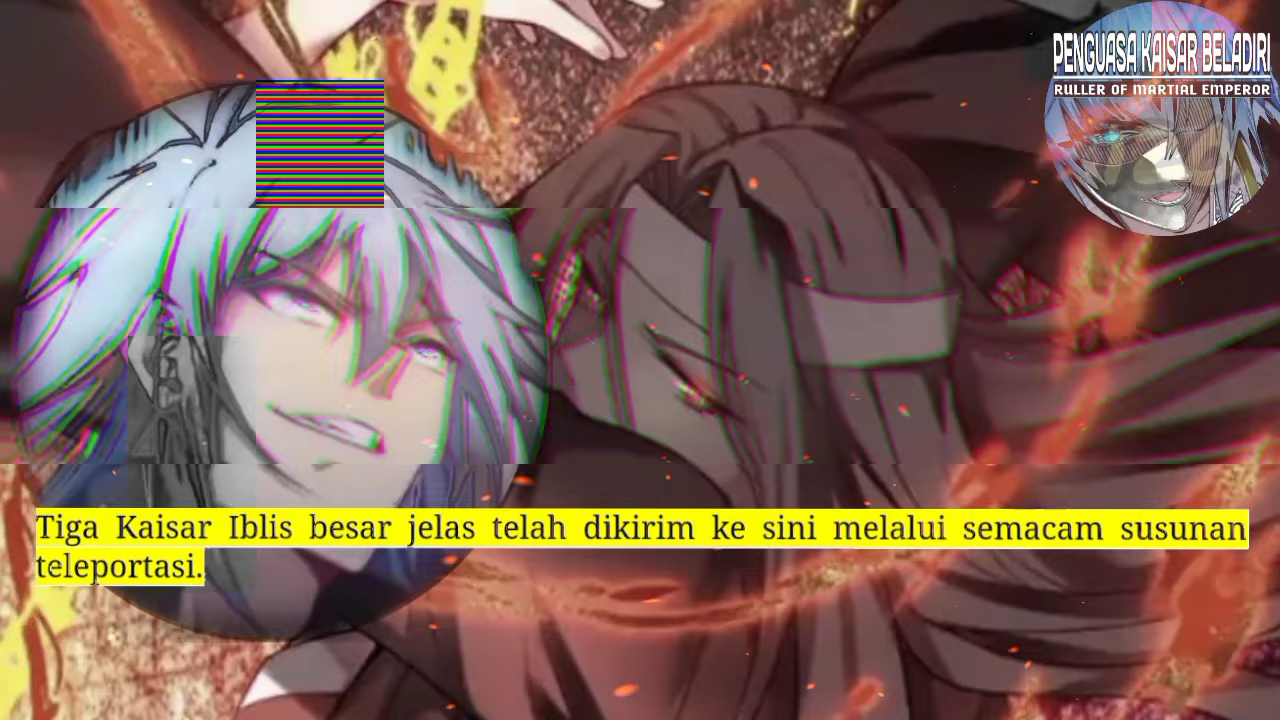 PENGUASA KAISAR BELADIRI
RULLER OF MARTIAL EMPEROR
Tiga Kaisar Iblis besar jelas telah dikirim ke sini melalui semacam susunan
teleportasi.